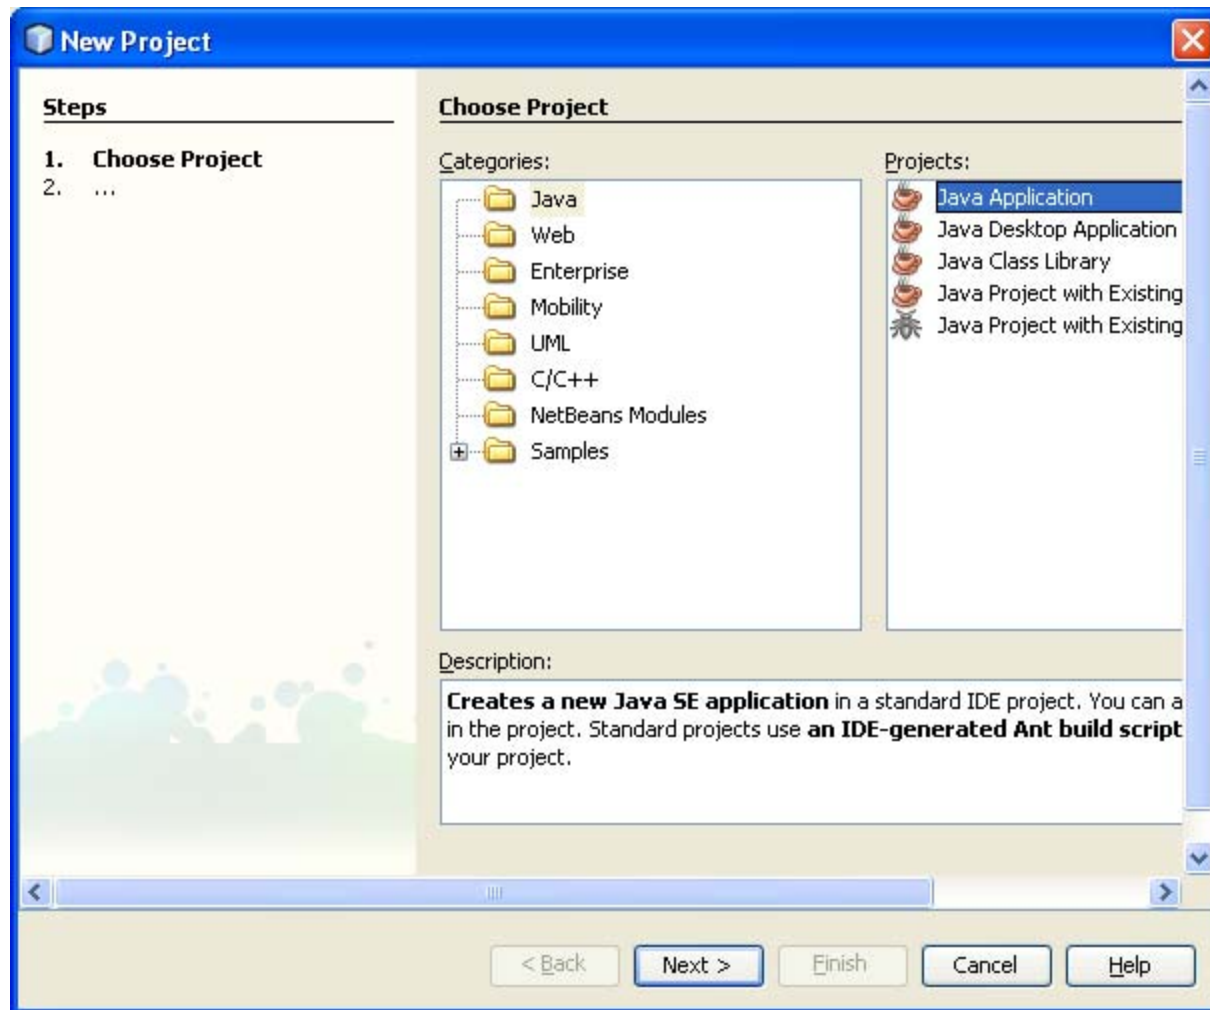 New Project
Steps
1. Choose Project
2. ...
Choose Project
Categories:
Java
Web
Enterprise
Mobility
UML
C/C++
NetBeans Modules
Samples
Projects:
Java Application
Java Desktop Application
Java Class Library
Java Project with Existing
Java Project with Existing
Description:
Creates a new Java SE application in a standard IDE project. You can a
in the project. Standard projects use an IDE-generated Ant build script
your project.
< Back Next > Finish Cancel Help